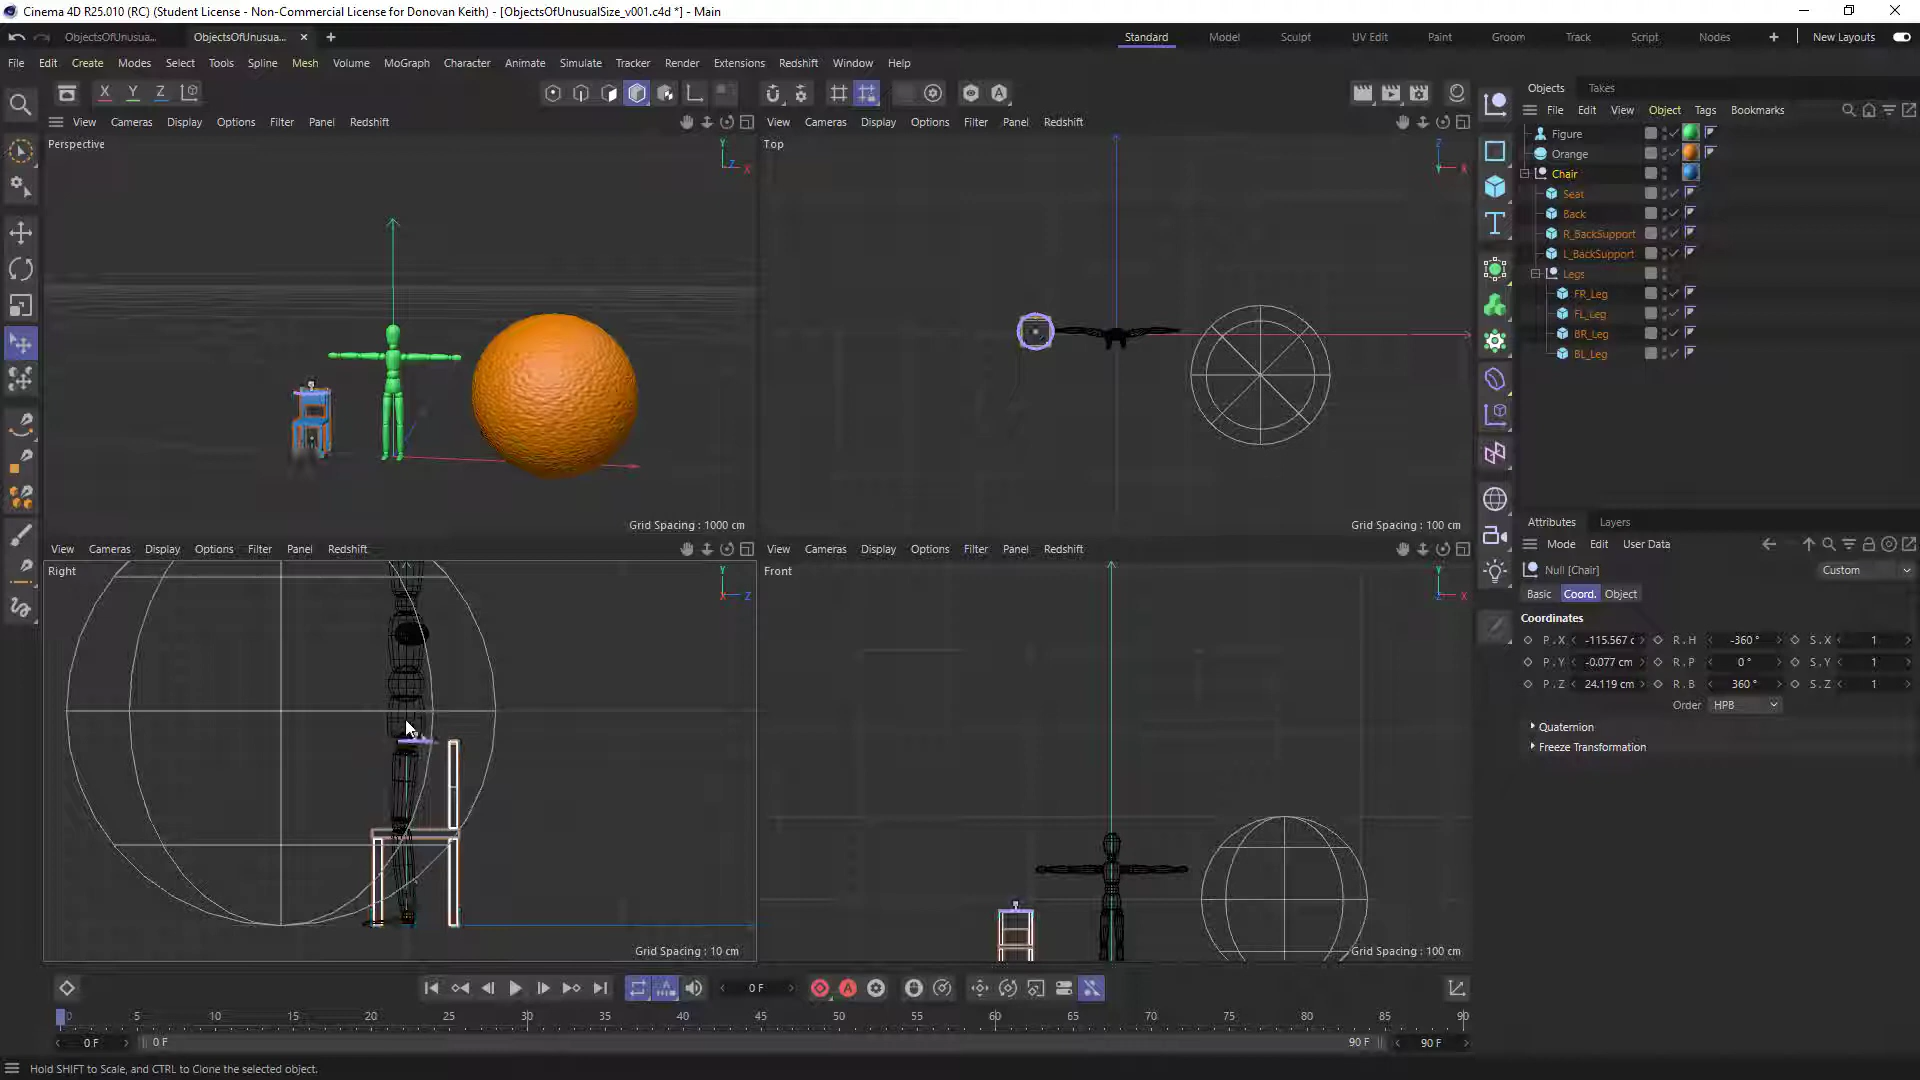 Cinema 4D R25.010 (RC) (Student License - Non-Commercial License for Donovan Keith) - [ObjectsOfUnusualSize_v001.c4d *] - Main
ObjectsOfUnusua... ObjectsOfUnusua... × + Standard Model Sculpt UV Edit Paint Groom Track Script Nodes + New Layouts
File Edit Create Modes Select Tools Spline Mesh Volume MoGraph Character Animate Simulate Tracker Render Extensions Redshift Window Help
X Y Z
View Cameras Display Options Filter Panel Redshift
Perspective
Y
Z
X
Grid Spacing : 1000 cm
View Cameras Display Options Filter Panel Redshift
Top
Z
Y
X
Grid Spacing : 100 cm
View Cameras Display Options Filter Panel Redshift
Right
Y
X
Z
Grid Spacing : 10 cm
View Cameras Display Options Filter Panel Redshift
Front
Y
Z
X
Grid Spacing : 100 cm
Objects Takes
File Edit View Object Tags Bookmarks
Figure
Orange
Chair
Seat
Back
R_BackSupport
L_BackSupport
Legs
FR_Leg
FL_Leg
BR_Leg
BL_Leg
Attributes Layers
Mode Edit User Data
Null [Chair] Custom
Basic Coord. Object
Coordinates
P . X -115.567 c R . H -360 ° S . X 1
P . Y -0.077 cm R . P 0 ° S . Y 1
P . Z 24.119 cm R . B 360 ° S . Z 1
Order HPB
Quaternion
Freeze Transformation
0 F
0 5 10 15 20 25 30 35 40 45 50 55 60 65 70 75 80 85 90
0 F 0 F 90 F 90 F
Hold SHIFT to Scale, and CTRL to Clone the selected object.